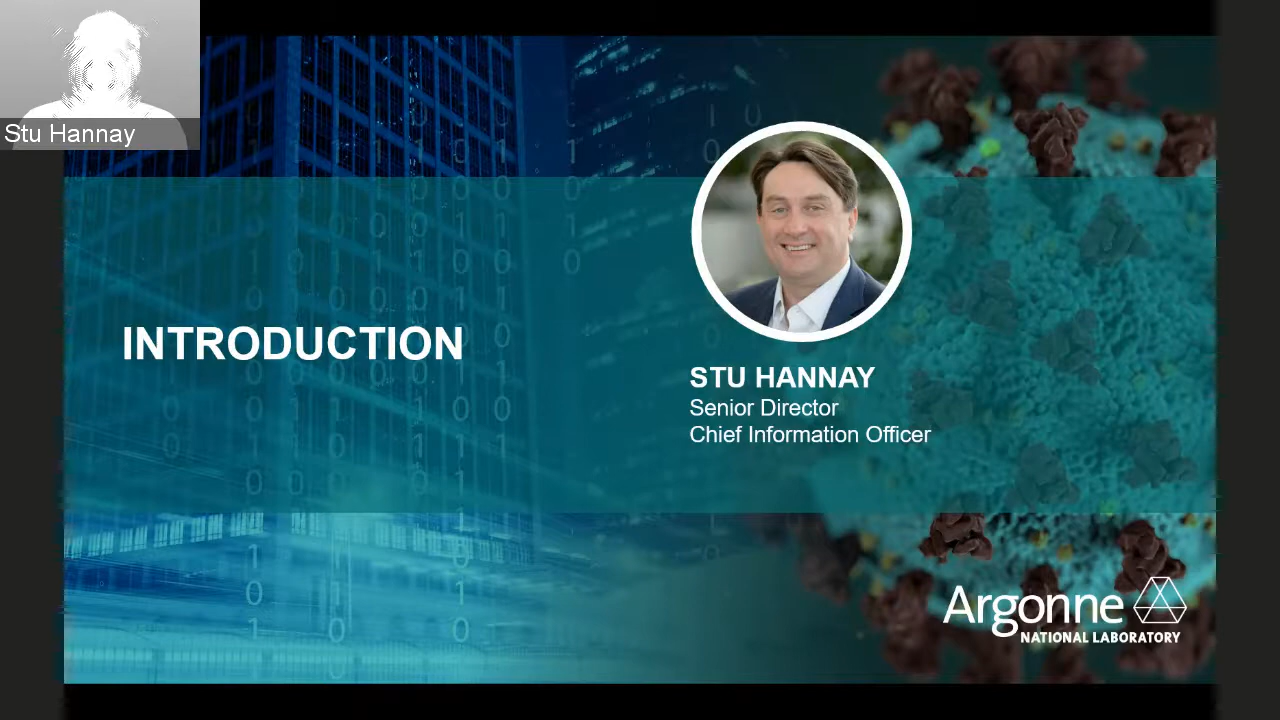 Stu Hannay
INTRODUCTION
STU HANNAY
Senior Director
Chief Information Officer
Argonne
NATIONAL LABORATORY